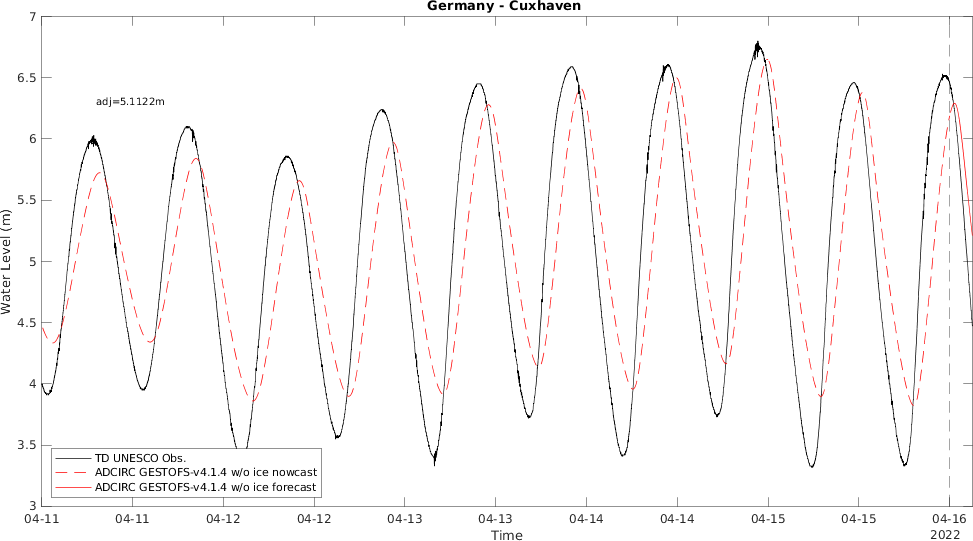 Germany - Cuxhaven
7
6.5
6
5.5
5
4.5
4
3.5
3
Water Level (m)
adj=5.1122m
TD UNESCO Obs.
ADCIRC GESTOFS-v4.1.4 w/o ice nowcast
ADCIRC GESTOFS-v4.1.4 w/o ice forecast
04-11 04-11 04-12 04-12 04-13 04-13 04-14 04-14 04-15 04-15 04-16
Time
2022